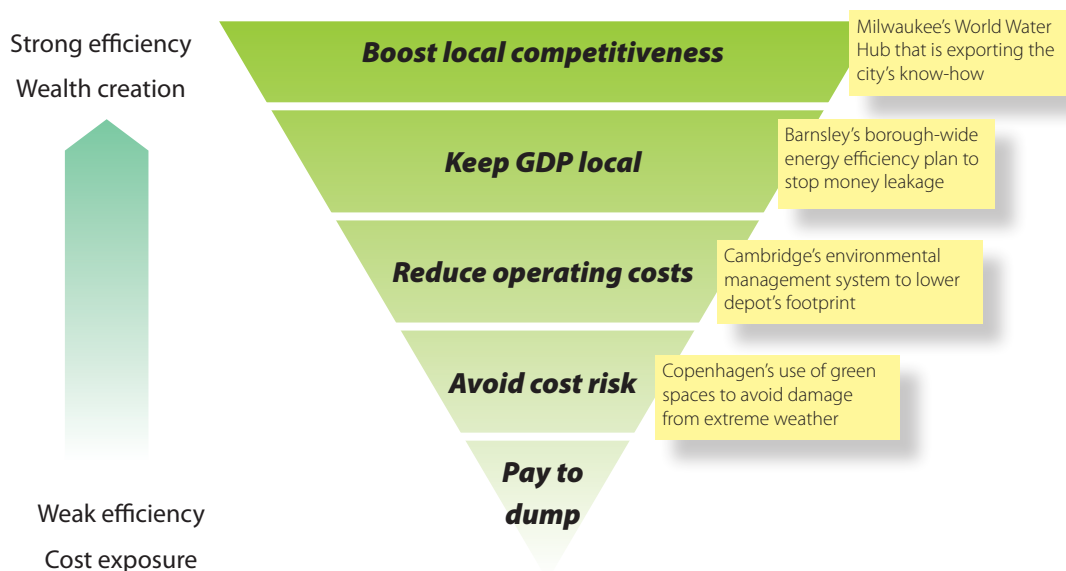 Strong efficiency
Wealth creation
Boost local competitiveness
Milwaukee’s World Water
Hub that is exporting the
city’s know-how
Keep GDP local
Barnsley’s borough-wide
energy efficiency plan to
stop money leakage
Reduce operating costs
Cambridge’s environmental
management system to lower
depot’s footprint
Avoid cost risk
Copenhagen’s use of green
spaces to avoid damage
from extreme weather
Pay to
dump
Weak efficiency
Cost exposure